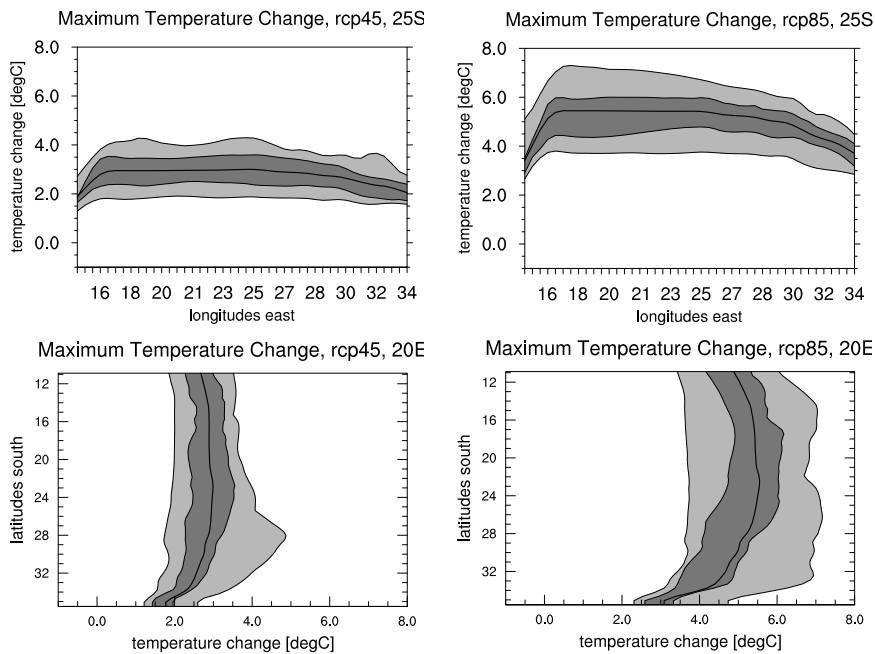 Maximum Temperature Change, rcp45, 25S
8.0
6.0
4.0
2.0
0.0
temperature change [degC]
16 18 20 21 23 25 27 28 30 32 34
longitudes east
Maximum Temperature Change, rcp85, 25S
8.0
6.0
4.0
2.0
0.0
temperature change [degC]
16 18 20 21 23 25 27 28 30 32 34
longitudes east
Maximum Temperature Change, rcp45, 20E
12
16
20
24
28
32
latitudes south
0.0 2.0 4.0 6.0 8.0
temperature change [degC]
Maximum Temperature Change, rcp85, 20E
12
16
20
24
28
32
latitudes south
0.0 2.0 4.0 6.0 8.0
temperature change [degC]